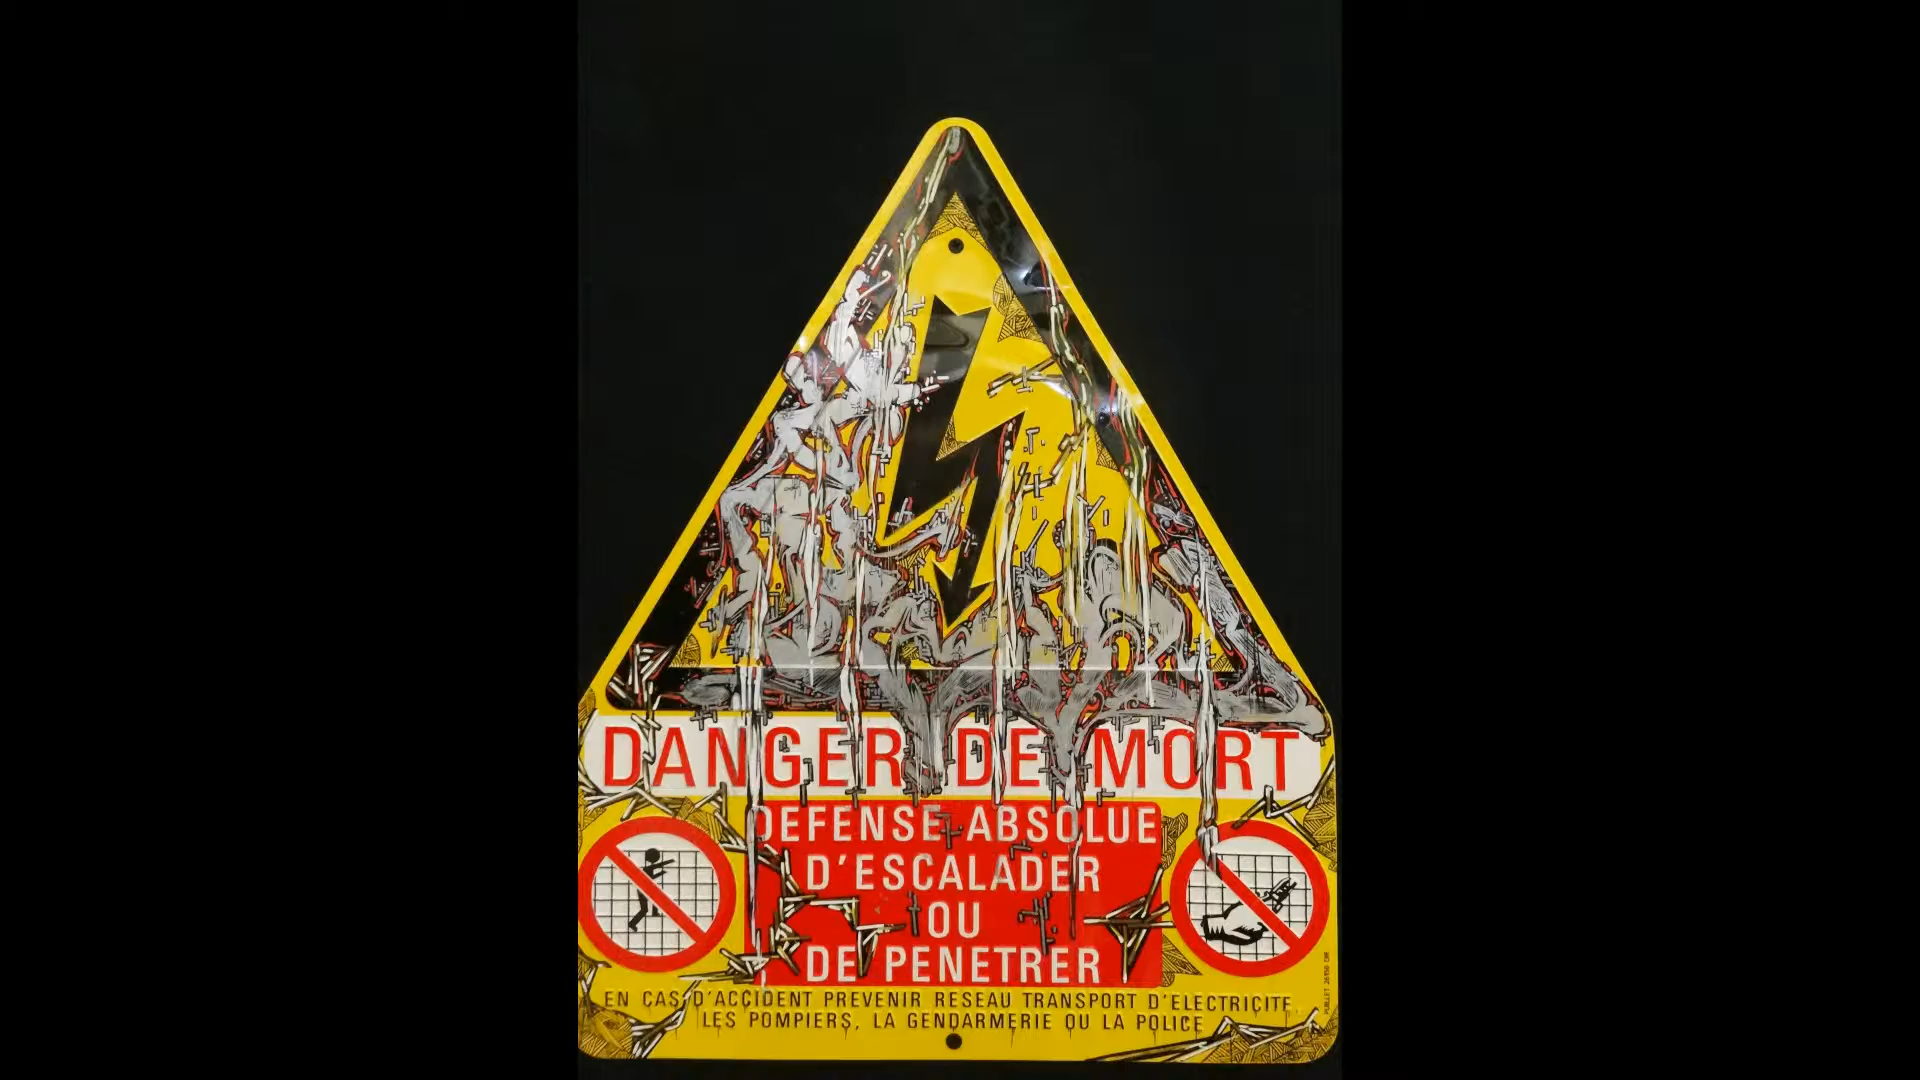 DANGER DE MORT
DEFENSE ABSOLUE
D'ESCALADER
OU
DE PENETRER
EN CAS D'ACCIDENT PREVENIR RESEAU TRANSPORT D'ELECTRICITE,
LES POMPIERS, LA GENDARMERIE OU LA POLICE